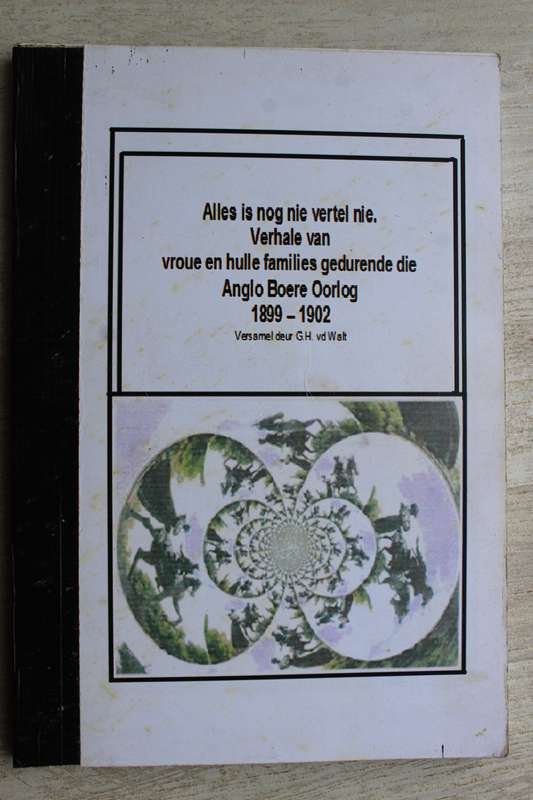 Alles is nog nie vertel nie.
Verhale van
vroue en hulle families gedurende die
Anglo Boere Oorlog
1899 – 1902
Versamel deur G.H. vd Walt